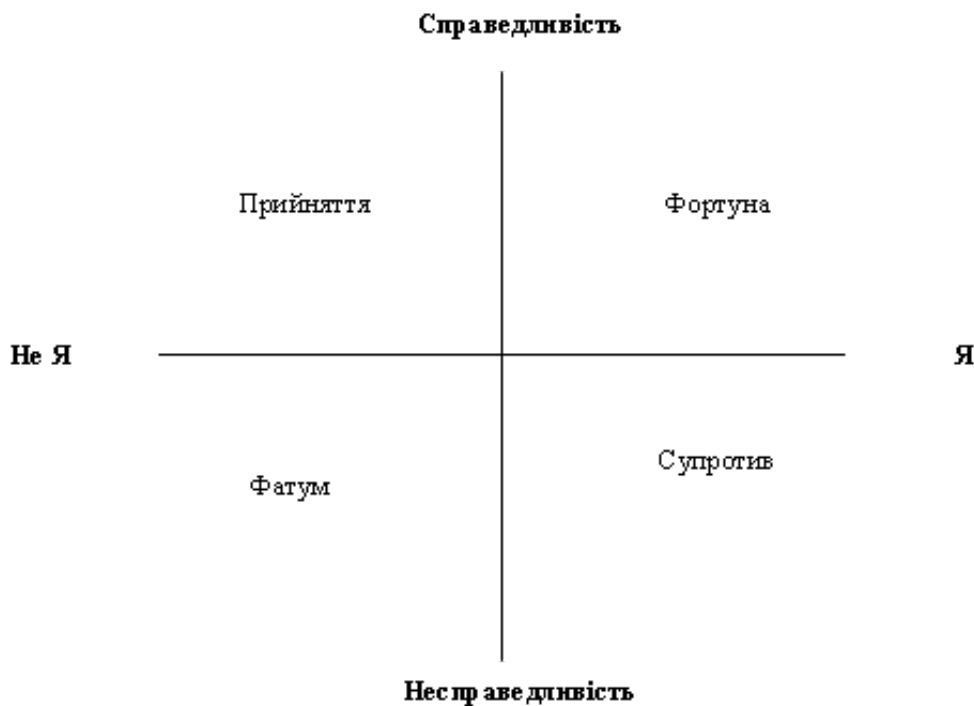 Справедливість
Прийняття Фортуна
Не Я Я
Супротив
Фатум
Несправедливість